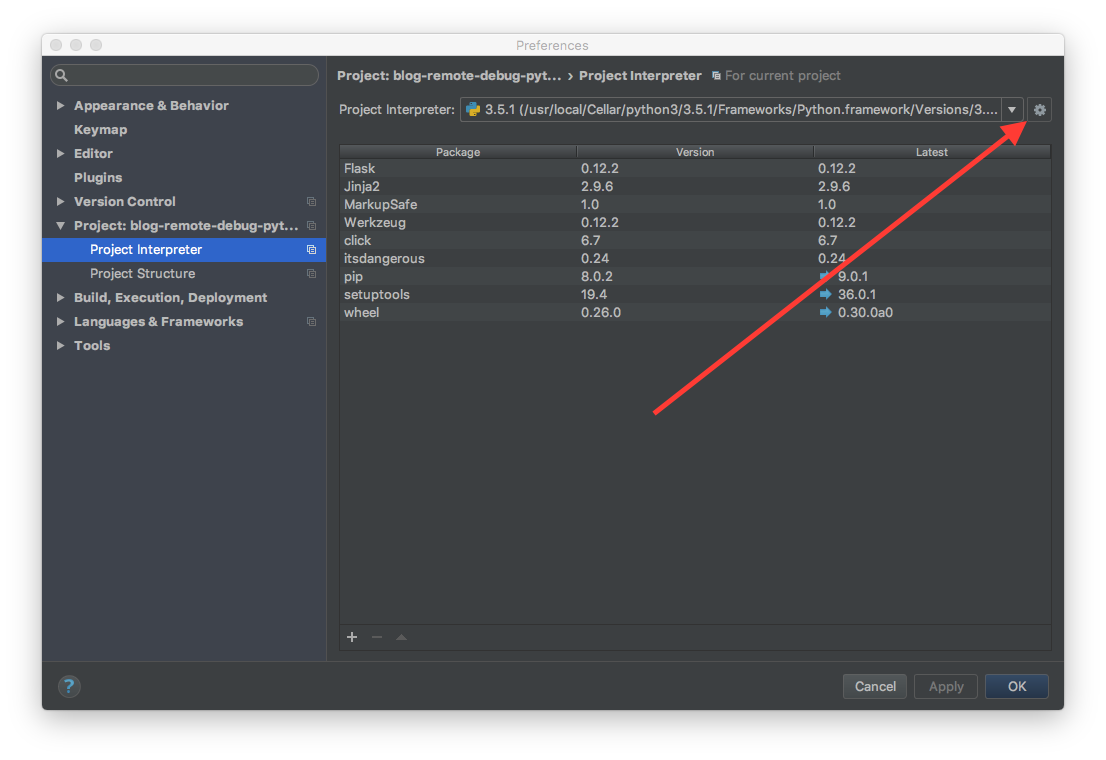 Preferences
Project: blog-remote-debug-pyt... › Project Interpreter For current project
Project Interpreter: 3.5.1 (/usr/local/Cellar/python3/3.5.1/Frameworks/Python.framework/Versions/3....
Appearance & Behavior
Keymap
Editor
Plugins
Version Control
Project: blog-remote-debug-pyt...
Project Interpreter
Project Structure
Build, Execution, Deployment
Languages & Frameworks
Tools
Package Version Latest
Flask 0.12.2 0.12.2
Jinja2 2.9.6 2.9.6
MarkupSafe 1.0 1.0
Werkzeug 0.12.2 0.12.2
click 6.7 6.7
itsdangerous 0.24 0.24
pip 8.0.2 9.0.1
setuptools 19.4 36.0.1
wheel 0.26.0 0.30.0a0
?
Cancel Apply OK